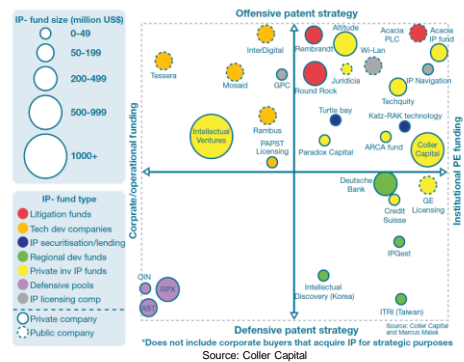 Offensive patent strategy
IP- fund size (million US$)
0-49
50-199
200-499
500-999
1000+
IP- fund type
Litigation funds
Tech dev companies
IP securitisation/lending
Regional dev funds
Private inv IP funds
Defensive pools
IP licensing comp
Private company
Public company
Corprate/operational funding
Institutional PE funding
Tessera
InterDigital
Mosaid
GPC
Rambus
Intellectual
Ventures
PAPST
Licensing
Rembrandt
Altitude
Acacia
PLC
Acacia
IP fund
Wi-Lan
Round Rock
Juridicia
IP Navigation
Techquity
Turtle bay
Katz-RAK technology
Paradox Capital
ARCA fund
Coller
Capital
Deutsche
Bank
GE
Licensing
Credit
Suisse
IPGest
Intellectual
Discovery (Korea)
ITRI (Taiwan)
OIN
RPX
AST
Source: Coller Capital
and Marcus Malek
Defensive patent strategy
*Does not include corporate buyers that acquire IP for strategic purposes
Source: Coller Capital